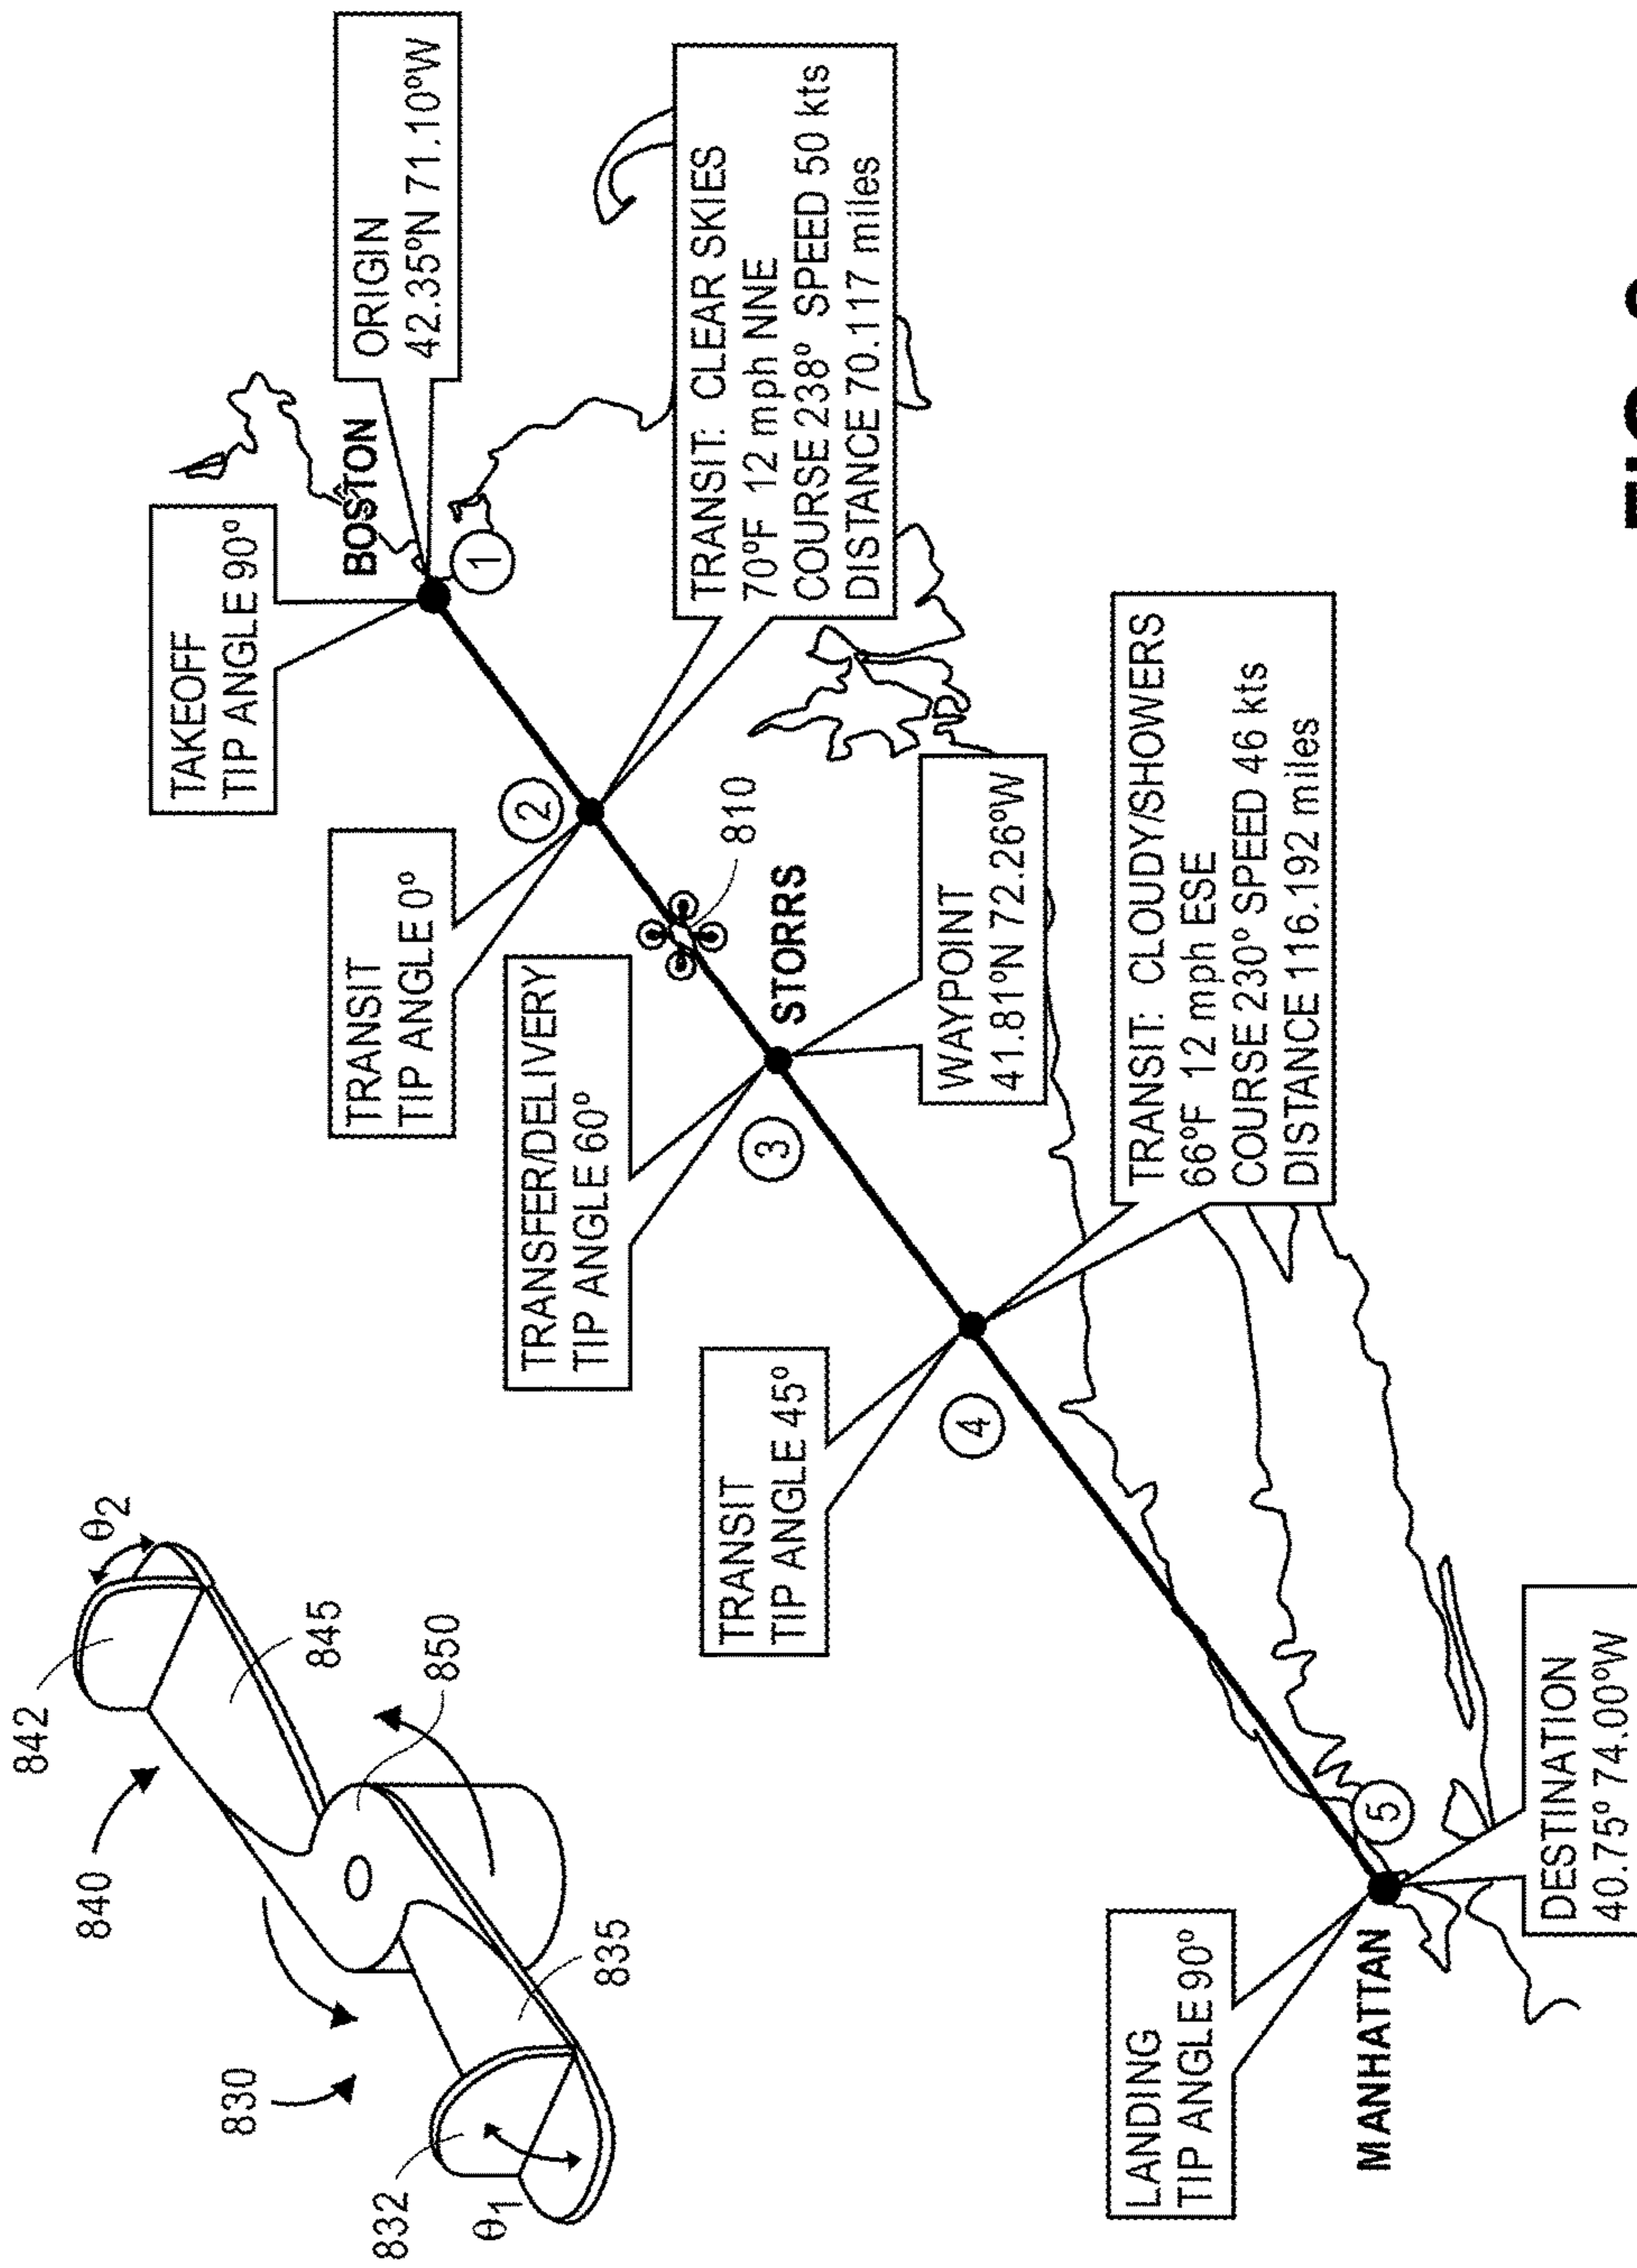 842
θ2
840
845
850
830
835
832
θ1
TAKEOFF
TIP ANGLE 90º
BOSTON
ORIGIN
42.35ºN 71.10ºW
1
TRANSIT
TIP ANGLE 0º
2
TRANSIT: CLEAR SKIES
70ºF 12 mph NNE
COURSE 238º SPEED 50 kts
DISTANCE 70.117 miles
810
TRANSFER/DELIVERY
TIP ANGLE 60º
STORRS
3
WAYPOINT
41.81ºN 72.26ºW
TRANSIT
TIP ANGLE 45º
4
TRANSIT: CLOUDY/SHOWERS
66ºF 12 mph ESE
COURSE 230º SPEED 46 kts
DISTANCE 116.192 miles
LANDING
TIP ANGLE 90º
MANHATTAN
5
DESTINATION
40.75º 74.00ºW